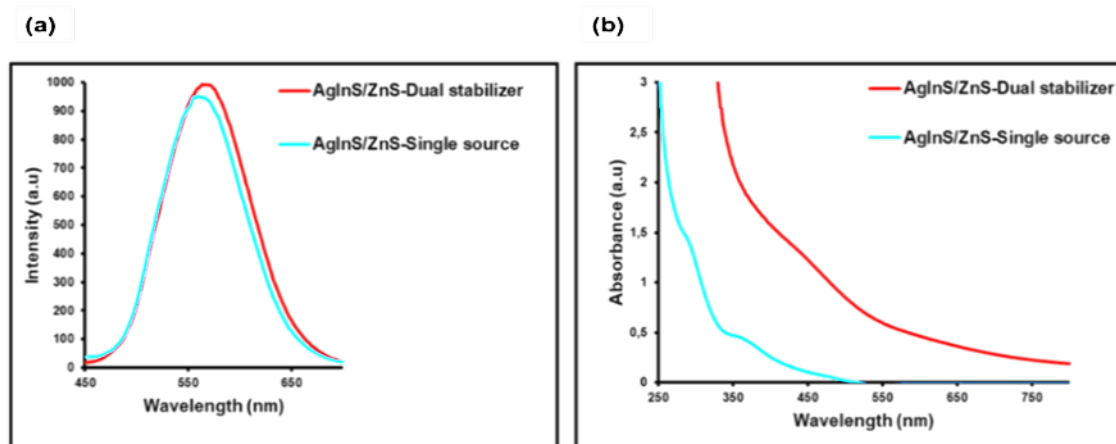 (a)
(b)
1000
900
800
700
600
500
400
300
200
100
0
Intensity (a.u)
AgInS/ZnS-Dual stabilizer
AgInS/ZnS-Single source
450
550
650
Wavelength (nm)
3
2,5
2
1,5
1
0,5
0
Absorbance (a.u)
AgInS/ZnS-Dual stabilizer
AgInS/ZnS-Single source
250
350
450
550
650
750
Wavelength (nm)